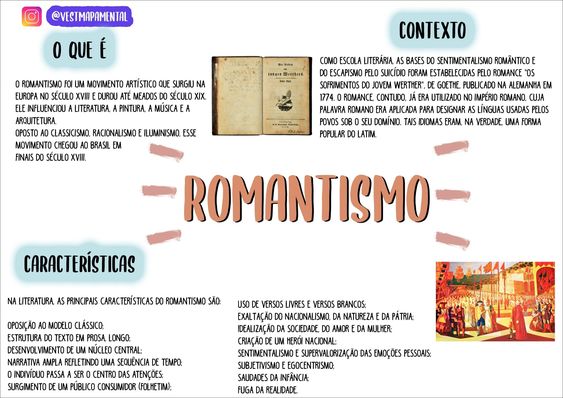 @VESTMAPAMENTAL
O QUE É
O ROMANTISMO FOI UM MOVIMENTO ARTÍSTICO QUE SURGIU NA
EUROPA NO SÉCULO XVIII E DUROU ATÉ MEADOS DO SÉCULO XIX.
ELE INFLUENCIOU A LITERATURA, A PINTURA, A MÚSICA E A
ARQUITETURA.
OPOSTO AO CLASSICISMO, RACIONALISMO E ILUMINISMO, ESSE
MOVIMENTO CHEGOU AO BRASIL EM
FINAIS DO SÉCULO XVIII.
CONTEXTO
COMO ESCOLA LITERÁRIA, AS BASES DO SENTIMENTALISMO ROMÂNTICO E
DO ESCAPISMO PELO SUICÍDIO FORAM ESTABELECIDAS PELO ROMANCE "OS
SOFRIMENTOS DO JOVEM WERTHER", DE GOETHE, PUBLICADO NA ALEMANHA EM
1774. O ROMANCE, CONTUDO, JÁ ERA UTILIZADO NO IMPÉRIO ROMANO, CUJA
PALAVRA ROMANO ERA APLICADA PARA DESIGNAR AS LÍNGUAS USADAS PELOS
POVOS SOB O SEU DOMÍNIO. TAIS IDIOMAS ERAM, NA VERDADE, UMA FORMA
POPULAR DO LATIM.
ROMANTISMO
CARACTERÍSTICAS
NA LITERATURA, AS PRINCIPAIS CARACTERÍSTICAS DO ROMANTISMO SÃO:
OPOSIÇÃO AO MODELO CLÁSSICO;
ESTRUTURA DO TEXTO EM PROSA, LONGO;
DESENVOLVIMENTO DE UM NÚCLEO CENTRAL;
NARRATIVA AMPLA REFLETINDO UMA SEQUÊNCIA DE TEMPO;
O INDIVÍDUO PASSA A SER O CENTRO DAS ATENÇÕES;
SURGIMENTO DE UM PÚBLICO CONSUMIDOR (FOLHETIM);
USO DE VERSOS LIVRES E VERSOS BRANCOS;
EXALTAÇÃO DO NACIONALISMO, DA NATUREZA E DA PÁTRIA;
IDEALIZAÇÃO DA SOCIEDADE, DO AMOR E DA MULHER;
CRIAÇÃO DE UM HERÓI NACIONAL;
SENTIMENTALISMO E SUPERVALORIZAÇÃO DAS EMOÇÕES PESSOAIS;
SUBJETIVISMO E EGOCENTRISMO;
SAUDADES DA INFÂNCIA;
FUGA DA REALIDADE.